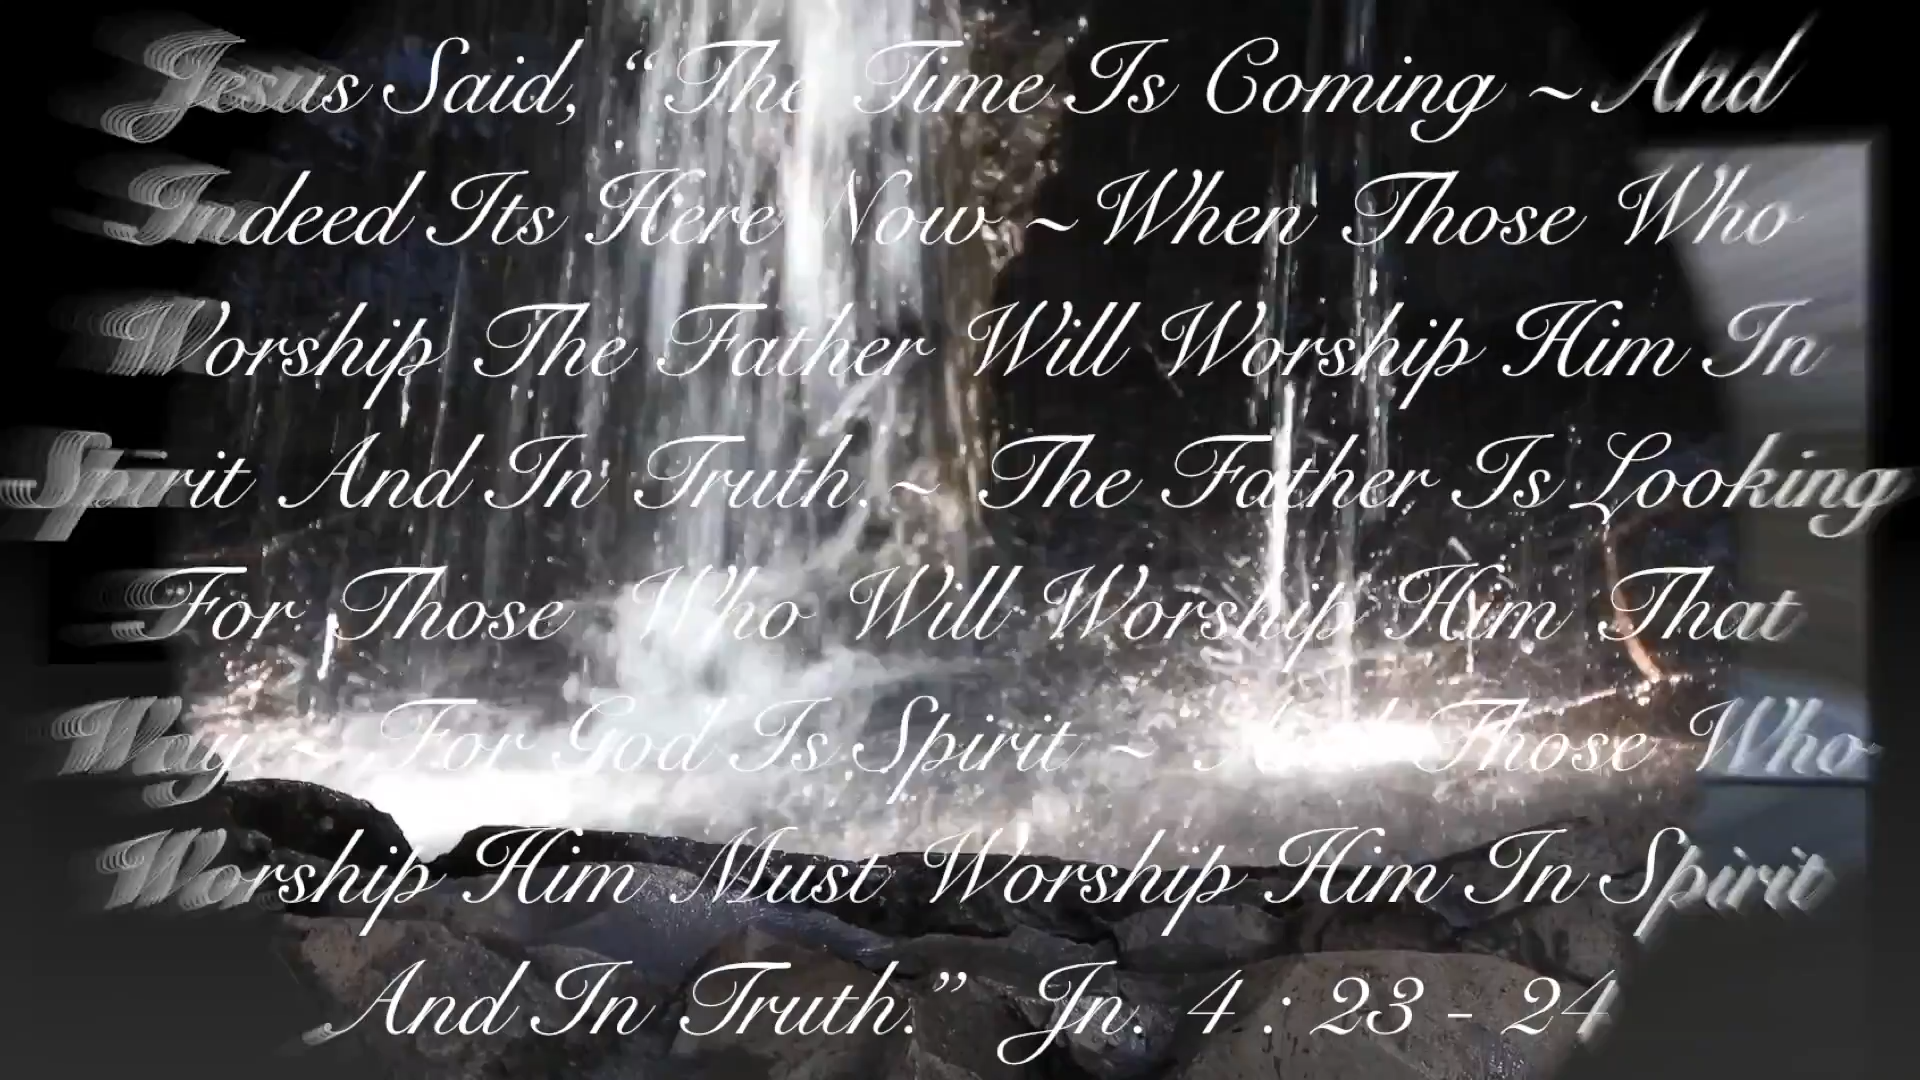 Jesus Said, “The Time Is Coming ~ And
Indeed Its Here Now ~ When Those Who
Worship The Father Will Worship Him In
Spirit And In Truth. ~ The Father Is Looking
For Those Who Will Worship Him That
Way. ~ For God Is Spirit ~ And Those Who
Worship Him Must Worship Him In Spirit
And In Truth.” Jn. 4 : 23 - 24